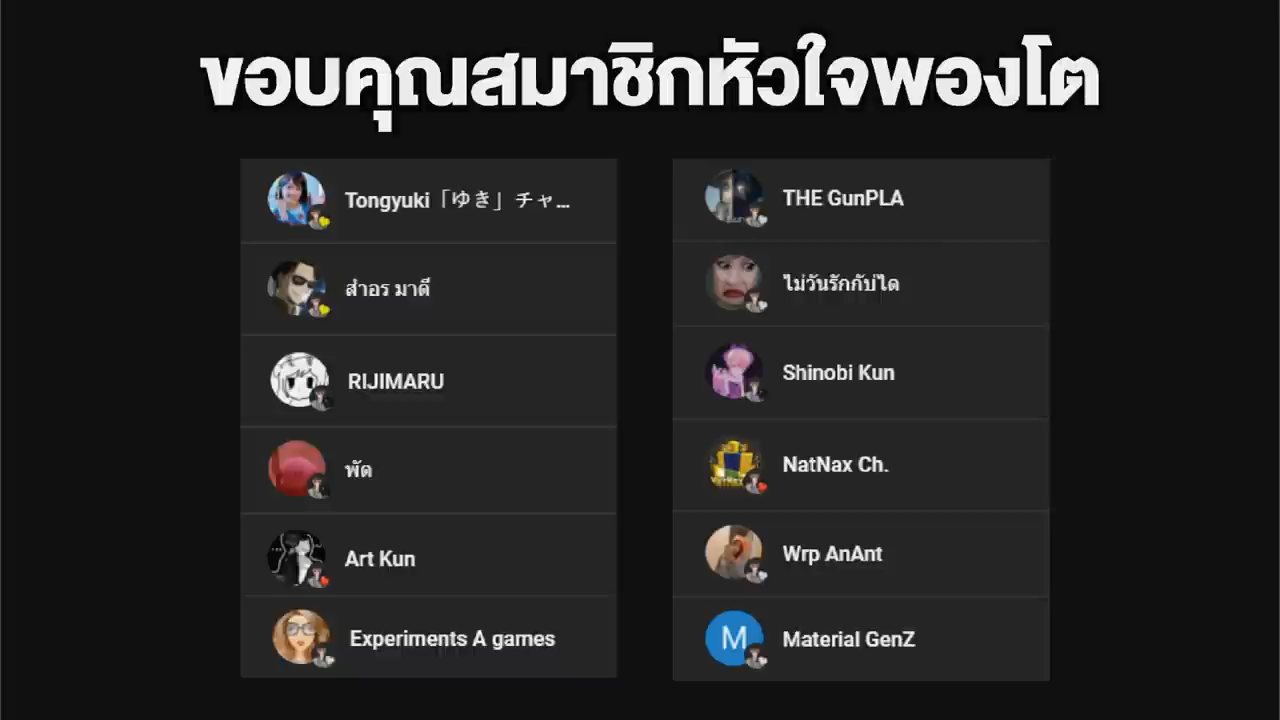 ขอบคุณสมาชิกหัวใจพองโต
Tongyuki「ゆき」チャ...
สำอร มาดี
RIJIMARU
พัด
Art Kun
Experiments A games
THE GunPLA
ไม่วันรักกับ่ได
Shinobi Kun
NatNax Ch.
Wrp AnAnt
M
Material GenZ